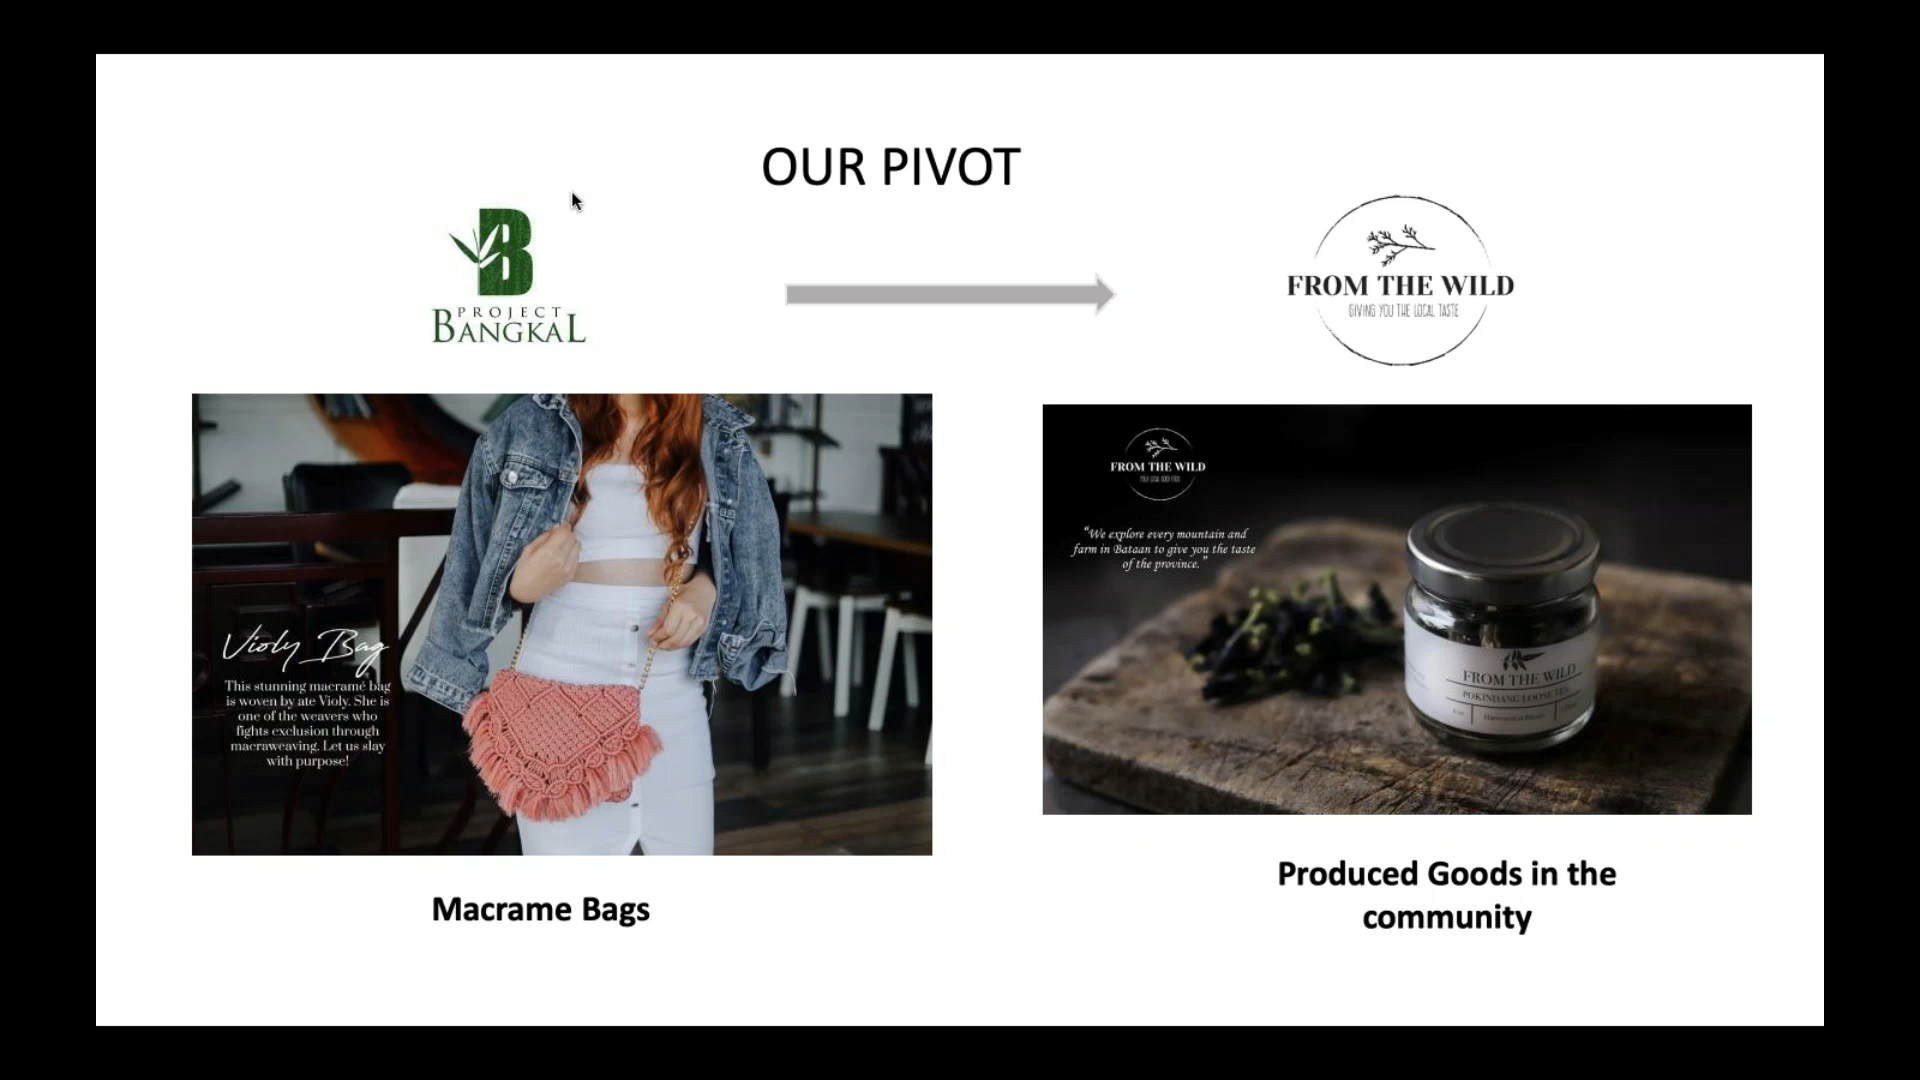 OUR PIVOT
B
PROJECT
BANGKAL
FROM THE WILD
GIVING YOU THE LOCAL TASTE
Violy Bag
This stunning macramé bag
is woven by ate Violy. She is
one of the weavers who
fights exclusion through
macraweaving. Let us slay
with purpose!
FROM THE WILD
"We explore every mountain and
farm in Bataan to give you the taste
of the province."
FROM THE WILD
POKINDANG LOOSE TEA
Macrame Bags
Produced Goods in the
community